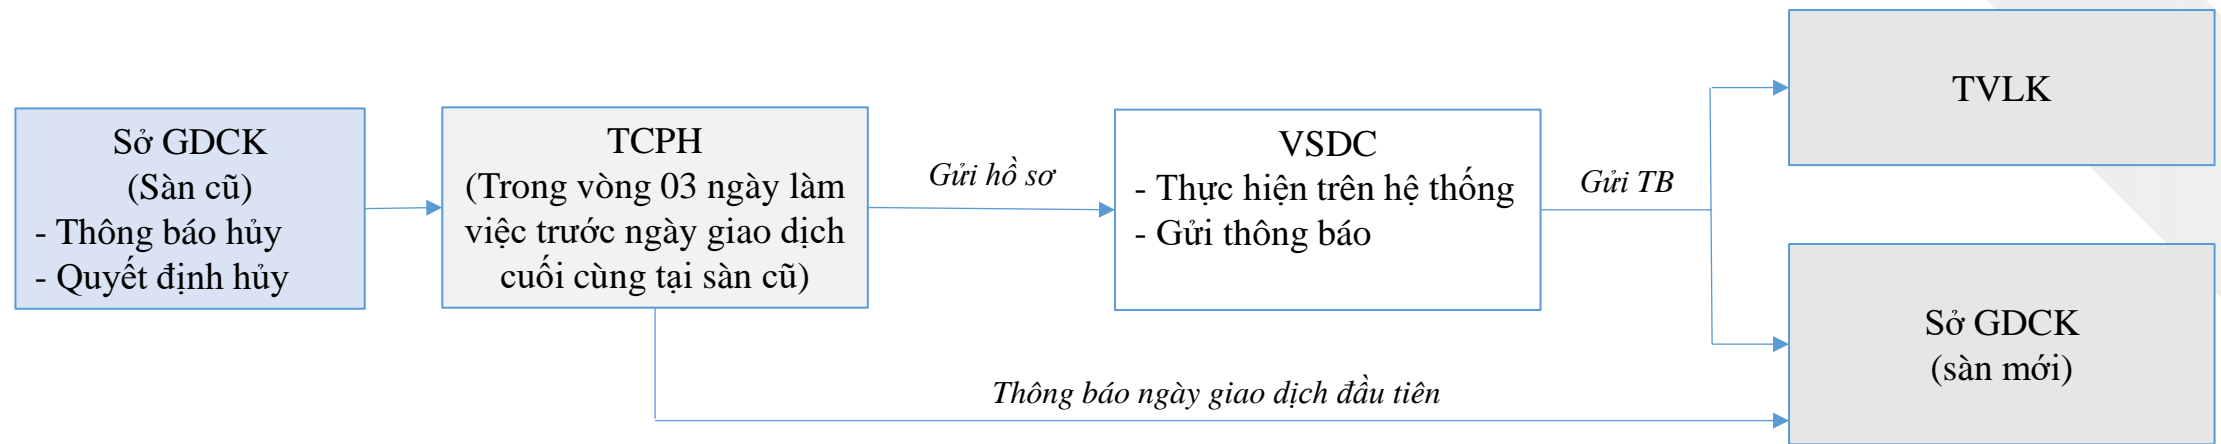 Sở GDCK
(Sàn cũ)
- Thông báo hủy
- Quyết định hủy
TCPH
(Trong vòng 03 ngày làm
việc trước ngày giao dịch
cuối cùng tại sàn cũ)
Gửi hồ sơ
VSDC
- Thực hiện trên hệ thống
- Gửi thông báo
Gửi TB
TVLK
Sở GDCK
(sàn mới)
Thông báo ngày giao dịch đầu tiên